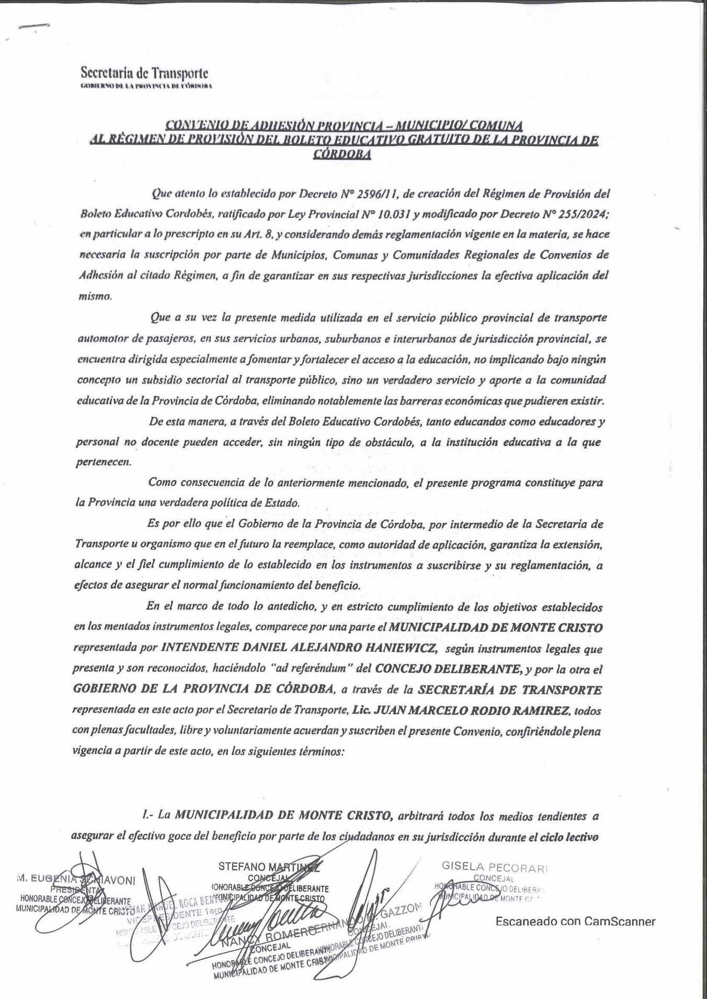 Secretaría de Transporte
GOBIERNO DE LA PROVINCIA DE CÓRDOBA
CONVENIO DE ADHESIÓN PROVINCIA – MUNICIPIO/ COMUNA
AL RÉGIMEN DE PROVISIÓN DEL BOLETO EDUCATIVO GRATUITO DE LA PROVINCIA DE
CÓRDOBA
Que atento lo establecido por Decreto N° 2596/11, de creación del Régimen de Provisión del
Boleto Educativo Cordobés, ratificado por Ley Provincial N° 10.031 y modificado por Decreto N° 255/2024;
en particular a lo prescripto en su Art. 8, y considerando demás reglamentación vigente en la materia, se hace
necesaria la suscripción por parte de Municipios, Comunas y Comunidades Regionales de Convenios de
Adhesión al citado Régimen, a fin de garantizar en sus respectivas jurisdicciones la efectiva aplicación del
mismo.
Que a su vez la presente medida utilizada en el servicio público provincial de transporte
automotor de pasajeros, en sus servicios urbanos, suburbanos e interurbanos de jurisdicción provincial, se
encuentra dirigida especialmente a fomentar y fortalecer el acceso a la educación, no implicando bajo ningún
concepto un subsidio sectorial al transporte público, sino un verdadero servicio y aporte a la comunidad
educativa de la Provincia de Córdoba, eliminando notablemente las barreras económicas que pudieren existir.
De esta manera, a través del Boleto Educativo Cordobés, tanto educandos como educadores y
personal no docente pueden acceder, sin ningún tipo de obstáculo, a la institución educativa a la que
pertenecen.
Como consecuencia de lo anteriormente mencionado, el presente programa constituye para
la Provincia una verdadera política de Estado.
Es por ello que el Gobierno de la Provincia de Córdoba, por intermedio de la Secretaría de
Transporte u organismo que en el futuro la reemplace, como autoridad de aplicación, garantiza la extensión,
alcance y el fiel cumplimiento de lo establecido en los instrumentos a suscribirse y su reglamentación, a
efectos de asegurar el normal funcionamiento del beneficio.
En el marco de todo lo antedicho, y en estricto cumplimiento de los objetivos establecidos
en los mentados instrumentos legales, comparece por una parte el MUNICIPALIDAD DE MONTE CRISTO
representada por INTENDENTE DANIEL ALEJANDRO HANIEWICZ, según instrumentos legales que
presenta y son reconocidos, haciéndolo "ad referéndum" del CONCEJO DELIBERANTE, y por la otra el
GOBIERNO DE LA PROVINCIA DE CÓRDOBA, a través de la SECRETARÍA DE TRANSPORTE
representada en este acto por el Secretario de Transporte, Lic. JUAN MARCELO RODIO RAMIREZ, todos
con plenas facultades, libre y voluntariamente acuerdan y suscriben el presente Convenio, confiriéndole plena
vigencia a partir de este acto, en los siguientes términos:
1.- La MUNICIPALIDAD DE MONTE CRISTO, arbitrará todos los medios tendientes a
asegurar el efectivo goce del beneficio por parte de los ciudadanos en su jurisdicción durante el ciclo lectivo
M. EUGENIA SCHIAVONI
PRESIDENTA
HONORABLE CONCEJO DELIBERANTE
MUNICIPALIDAD DE MONTE CRISTO
MANUEL ROCA
VICEPRESIDENTE 1ero
CONCEJO DELIBERANTE
STEFANO MARTINEZ
CONCEJAL
HONORABLE CONCEJO DELIBERANTE
MUNICIPALIDAD DE MONTE CRISTO
NANCY ROMERO
CONCEJAL
HONORABLE CONCEJO DELIBERANTE
MUNICIPALIDAD DE MONTE CRISTO
FERNANDO M. GAZZON
CONCEJAL
HONORABLE CONCEJO DELIBERANTE
MUNICIPALIDAD DE MONTE CRISTO
GISELA PECORARI
CONCEJAL
HONORABLE CONCEJO DELIBERA
MUNICIPALIDAD DE MONTE
Escaneado con CamScanner